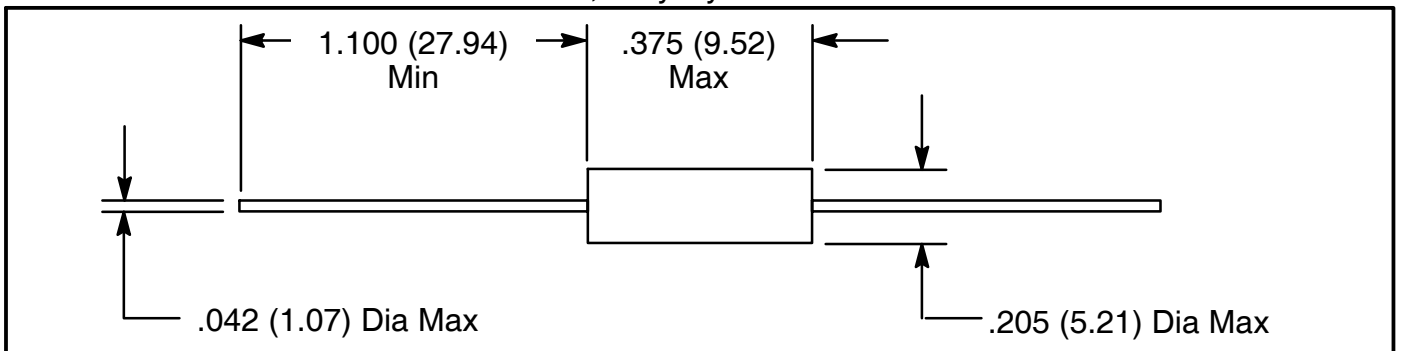 1.100 (27.94)
Min
.375 (9.52)
Max
.042 (1.07) Dia Max
.205 (5.21) Dia Max